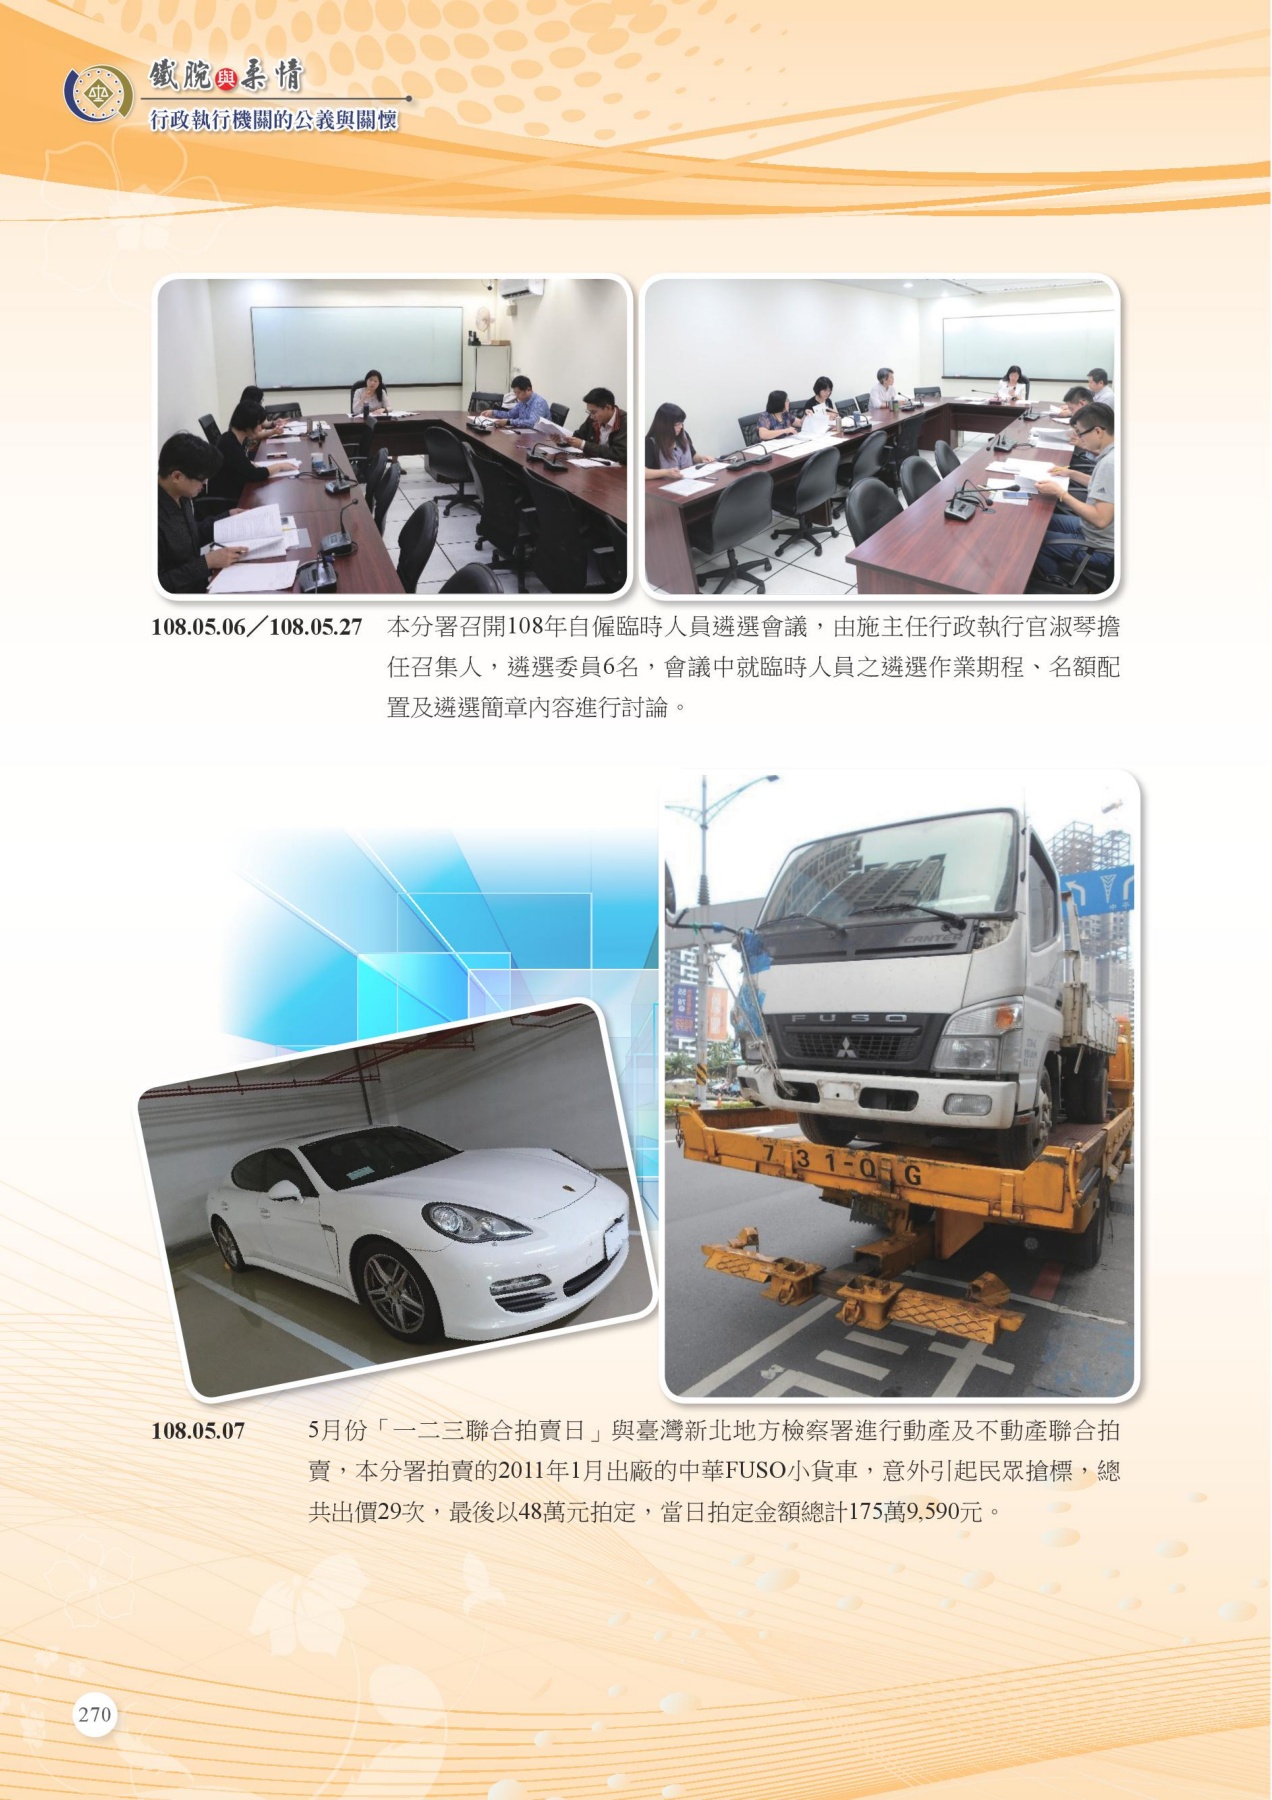 鐵腕與柔情
行政執行機關的公義與關懷
108.05.06／108.05.27 本分署召開108年自僱臨時人員遴選會議，由施主任行政執行官淑琴擔
任召集人，遴選委員6名，會議中就臨時人員之遴選作業期程、名額配
置及遴選簡章內容進行討論。
CANTER
FUSO
731-QG
108.05.07 5月份「一二三聯合拍賣日」與臺灣新北地方檢察署進行動產及不動產聯合拍
賣，本分署拍賣的2011年1月出廠的中華FUSO小貨車，意外引起民眾搶標，總
共出價29次，最後以48萬元拍定，當日拍定金額總計175萬9,590元。
270